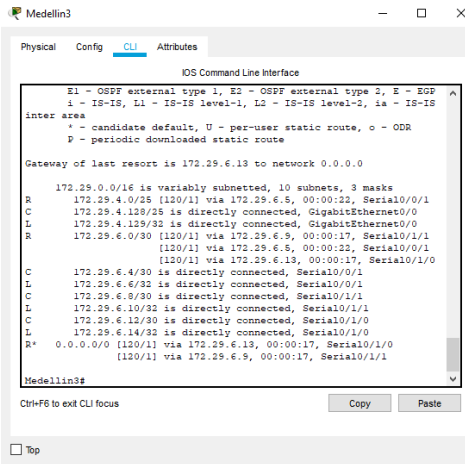 Medellin3
Physical Config CLI Attributes
IOS Command Line Interface
E1 - OSPF external type 1, E2 - OSPF external type 2, E - EGP
i - IS-IS, L1 - IS-IS level-1, L2 - IS-IS level-2, ia - IS-IS
inter area
* - candidate default, U - per-user static route, o - ODR
P - periodic downloaded static route
Gateway of last resort is 172.29.6.13 to network 0.0.0.0
172.29.0.0/16 is variably subnetted, 10 subnets, 3 masks
R 172.29.4.0/25 [120/1] via 172.29.6.5, 00:00:22, Serial0/0/1
C 172.29.4.128/25 is directly connected, GigabitEthernet0/0
L 172.29.4.129/32 is directly connected, GigabitEthernet0/0
R 172.29.6.0/30 [120/1] via 172.29.6.9, 00:00:17, Serial0/1/1
[120/1] via 172.29.6.5, 00:00:22, Serial0/0/1
[120/1] via 172.29.6.13, 00:00:17, Serial0/1/0
C 172.29.6.4/30 is directly connected, Serial0/0/1
L 172.29.6.6/32 is directly connected, Serial0/0/1
C 172.29.6.8/30 is directly connected, Serial0/1/1
L 172.29.6.10/32 is directly connected, Serial0/1/1
C 172.29.6.12/30 is directly connected, Serial0/1/0
L 172.29.6.14/32 is directly connected, Serial0/1/0
R* 0.0.0.0/0 [120/1] via 172.29.6.13, 00:00:17, Serial0/1/0
[120/1] via 172.29.6.9, 00:00:17, Serial0/1/1
Medellin3#
Ctrl+F6 to exit CLI focus Copy Paste
Top